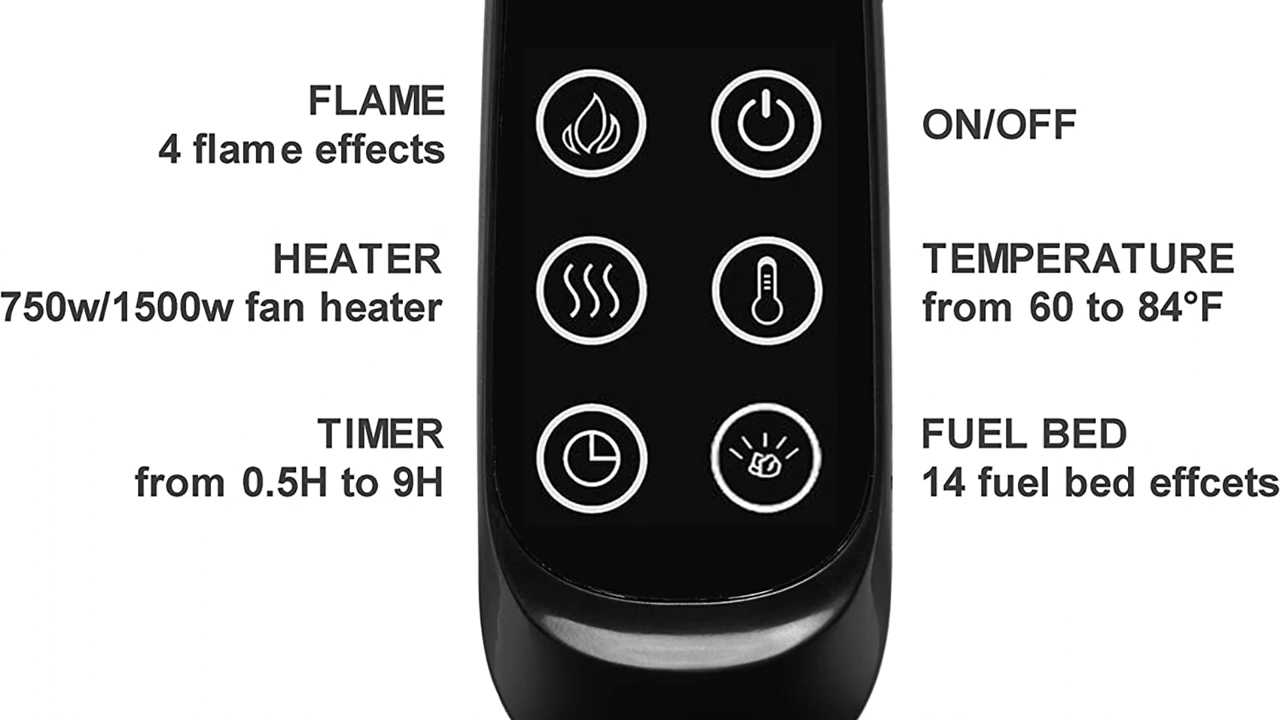 FLAME
4 flame effects
ON/OFF
HEATER
750w/1500w fan heater
TEMPERATURE
from 60 to 84°F
TIMER
from 0.5H to 9H
FUEL BED
14 fuel bed effcets